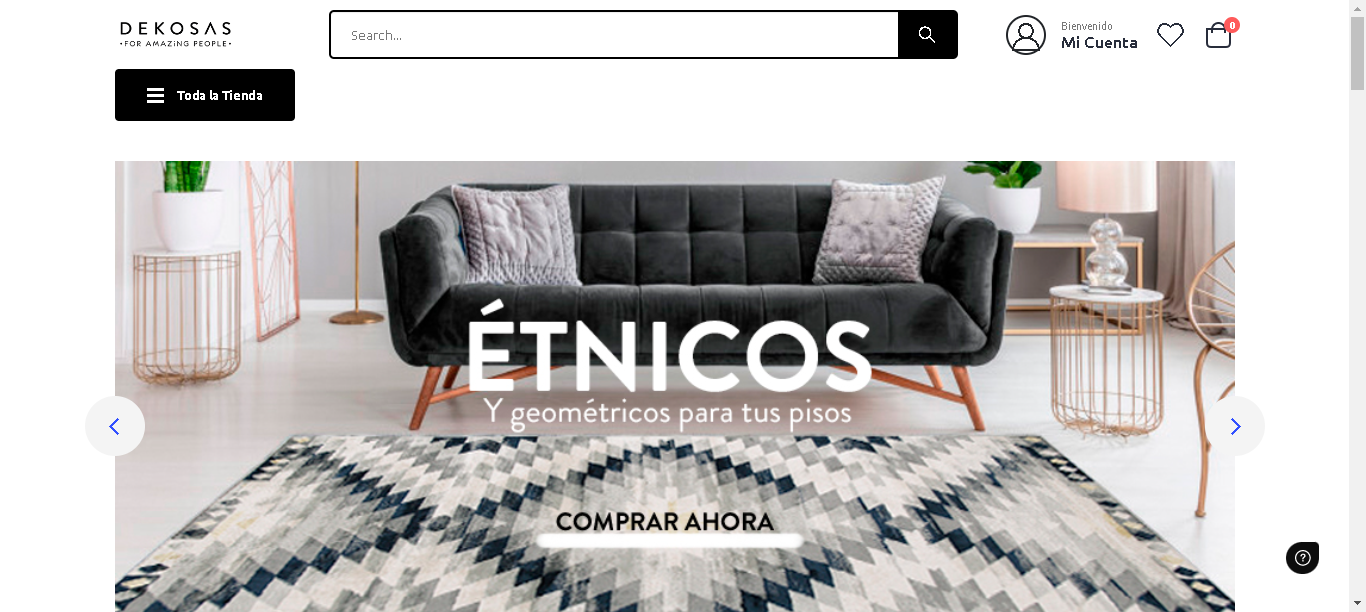 DEKOSAS
•FOR AMAZING PEOPLE•
Search...
Bienvenido
Mi Cuenta
0
Toda la Tienda
ÉTNICOS
Y geométricos para tus pisos
COMPRAR AHORA
?